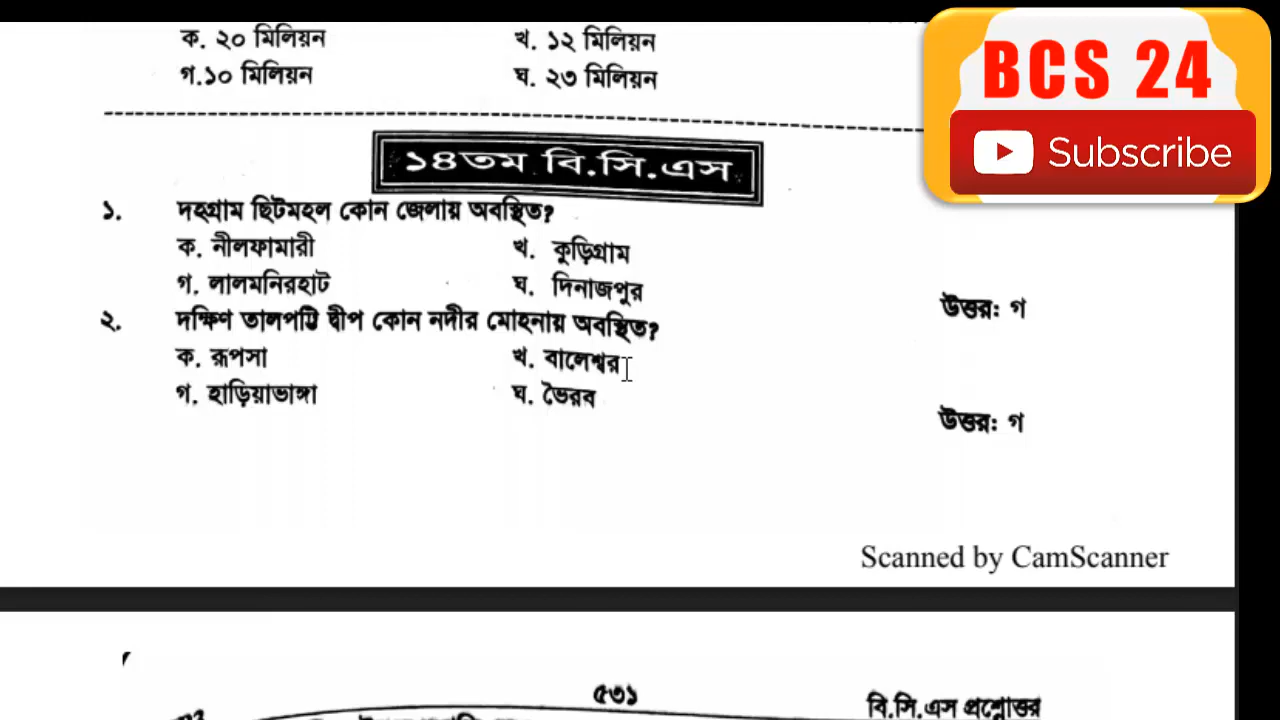 ক. ২০ মিলিয়ন খ. ১২ মিলিয়ন
গ.১০ মিলিয়ন ঘ. ২৩ মিলিয়ন
BCS 24
Subscribe
১৪তম বি.সি.এস
১. দহগ্রাম ছিটমহল কোন জেলায় অবস্থিত?
ক. নীলফামারী খ. কুড়িগ্রাম
গ. লালমনিরহাট ঘ. দিনাজপুর
উত্তর: গ
২. দক্ষিণ তালপট্টি দ্বীপ কোন নদীর মোহনায় অবস্থিত?
ক. রূপসা খ. বালেশ্বর
গ. হাড়িয়াভাঙ্গা ঘ. ভৈরব
উত্তর: গ
Scanned by CamScanner
৫৩১
বি.সি.এস প্রশ্নোত্তর